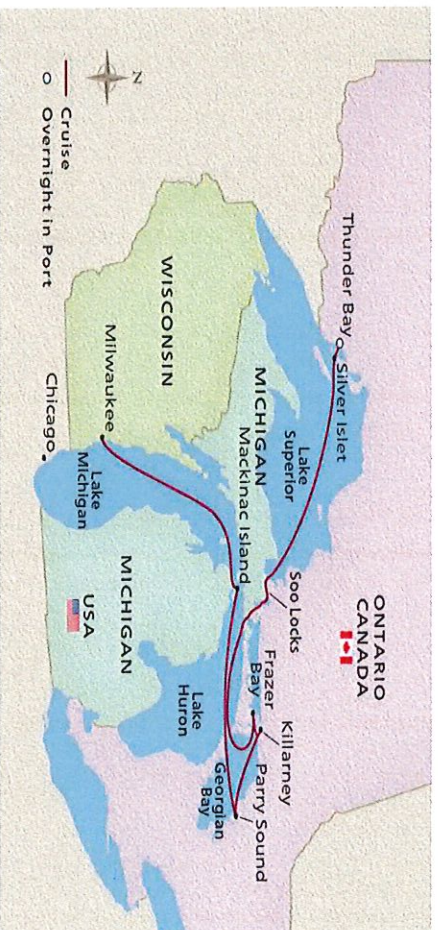 ONTARIO
CANADA
Thunder Bay
Silver Islet
Lake
Superior
Soo Locks
MICHIGAN
Mackinac Island
Frazer
Bay
Killarney
Parry Sound
Georgian
Bay
WISCONSIN
Milwaukee
Lake
Huron
MICHIGAN
Lake
Michigan
USA
Chicago
N
Cruise
Overnight in Port